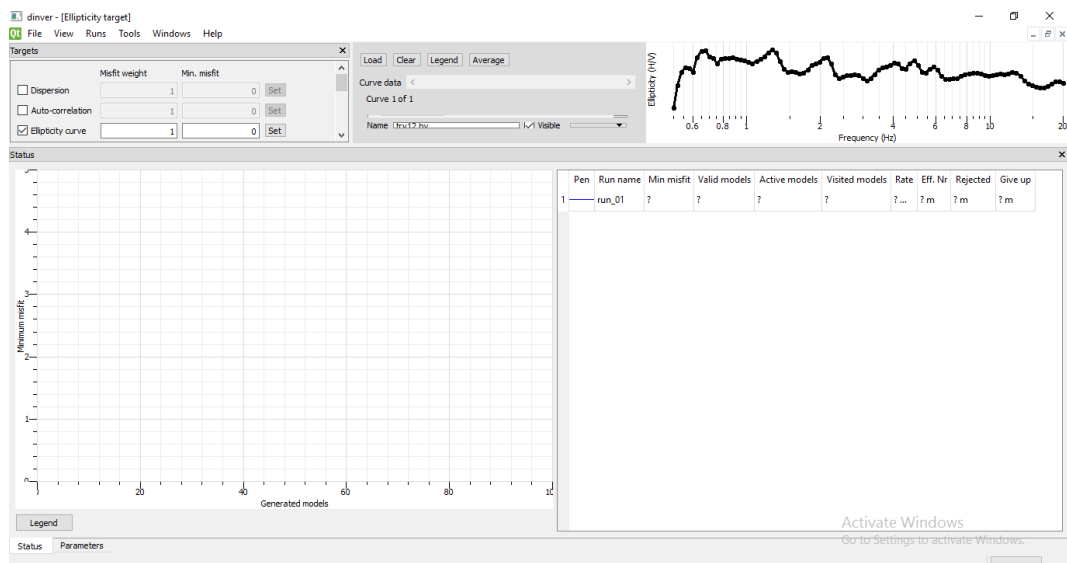 dinver - [Ellipticity target]
Qt File View Runs Tools Windows Help
Targets
Misfit weight Min. misfit
Dispersion 1 0 Set
Auto-correlation 1 0 Set
Ellipticity curve 1 0 Set
Load Clear Legend Average
Curve data
Curve 1 of 1
Name Visible
Ellipticity (H/V)
0.6 0.8 1 2 4 6 8 10 20
Frequency (Hz)
Status
Minimum misfit
4
3
2
1
20 40 60 80
Generated models
Legend
Pen Run name Min misfit Valid models Active models Visited models Rate Eff. Nr Rejected Give up
1 run_01 ? ? ? ? ? ... ? m ? m ? m
Status Parameters
Activate Windows
Go to Settings to activate Windows.